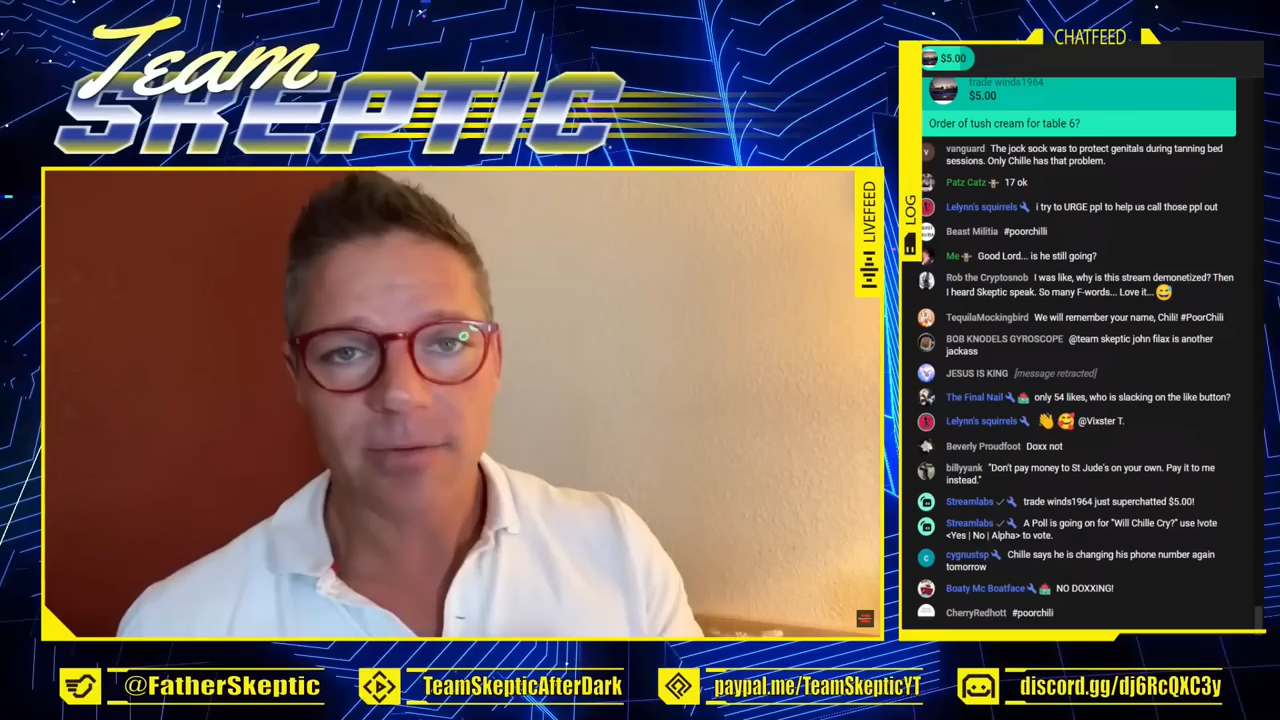 Team
SKEPTIC
CHATFEED
LIVEFEED
LOG
$5.00
trade winds1964
$5.00
Order of tush cream for table 6?
vanguard The jock sock was to protect genitals during tanning bed
sessions. Only Chille has that problem.
Patz Catz 17 ok
Lelynn's squirrels i try to URGE ppl to help us call those ppl out
Beast Militia #poorchilli
Me Good Lord... is he still going?
Rob the Cryptosnob I was like, why is this stream demonetized? Then
I heard Skeptic speak. So many F-words... Love it... 😅
TequilaMockingbird We will remember your name, Chili! #PoorChili
BOB KNODELS GYROSCOPE @team skeptic john filax is another
jackass
JESUS IS KING [message retracted]
The Final Nail only 54 likes, who is slacking on the like button?
Lelynn's squirrels 👏 🥰 @Vixster T.
Beverly Proudfoot Doxx not
billyyank "Don't pay money to St Jude's on your own. Pay it to me
instead."
Streamlabs ✓ trade winds1964 just superchatted $5.00!
Streamlabs ✓ A Poll is going on for "Will Chille Cry?" use !vote
<Yes | No | Alpha> to vote.
cygnustsp Chille says he is changing his phone number again
tomorrow
Boaty Mc Boatface NO DOXXING!
CherryRedhott #poorchili
@FatherSkeptic
TeamSkepticAfterDark
paypal.me/TeamSkepticYT
discord.gg/dj6RcQXC3y